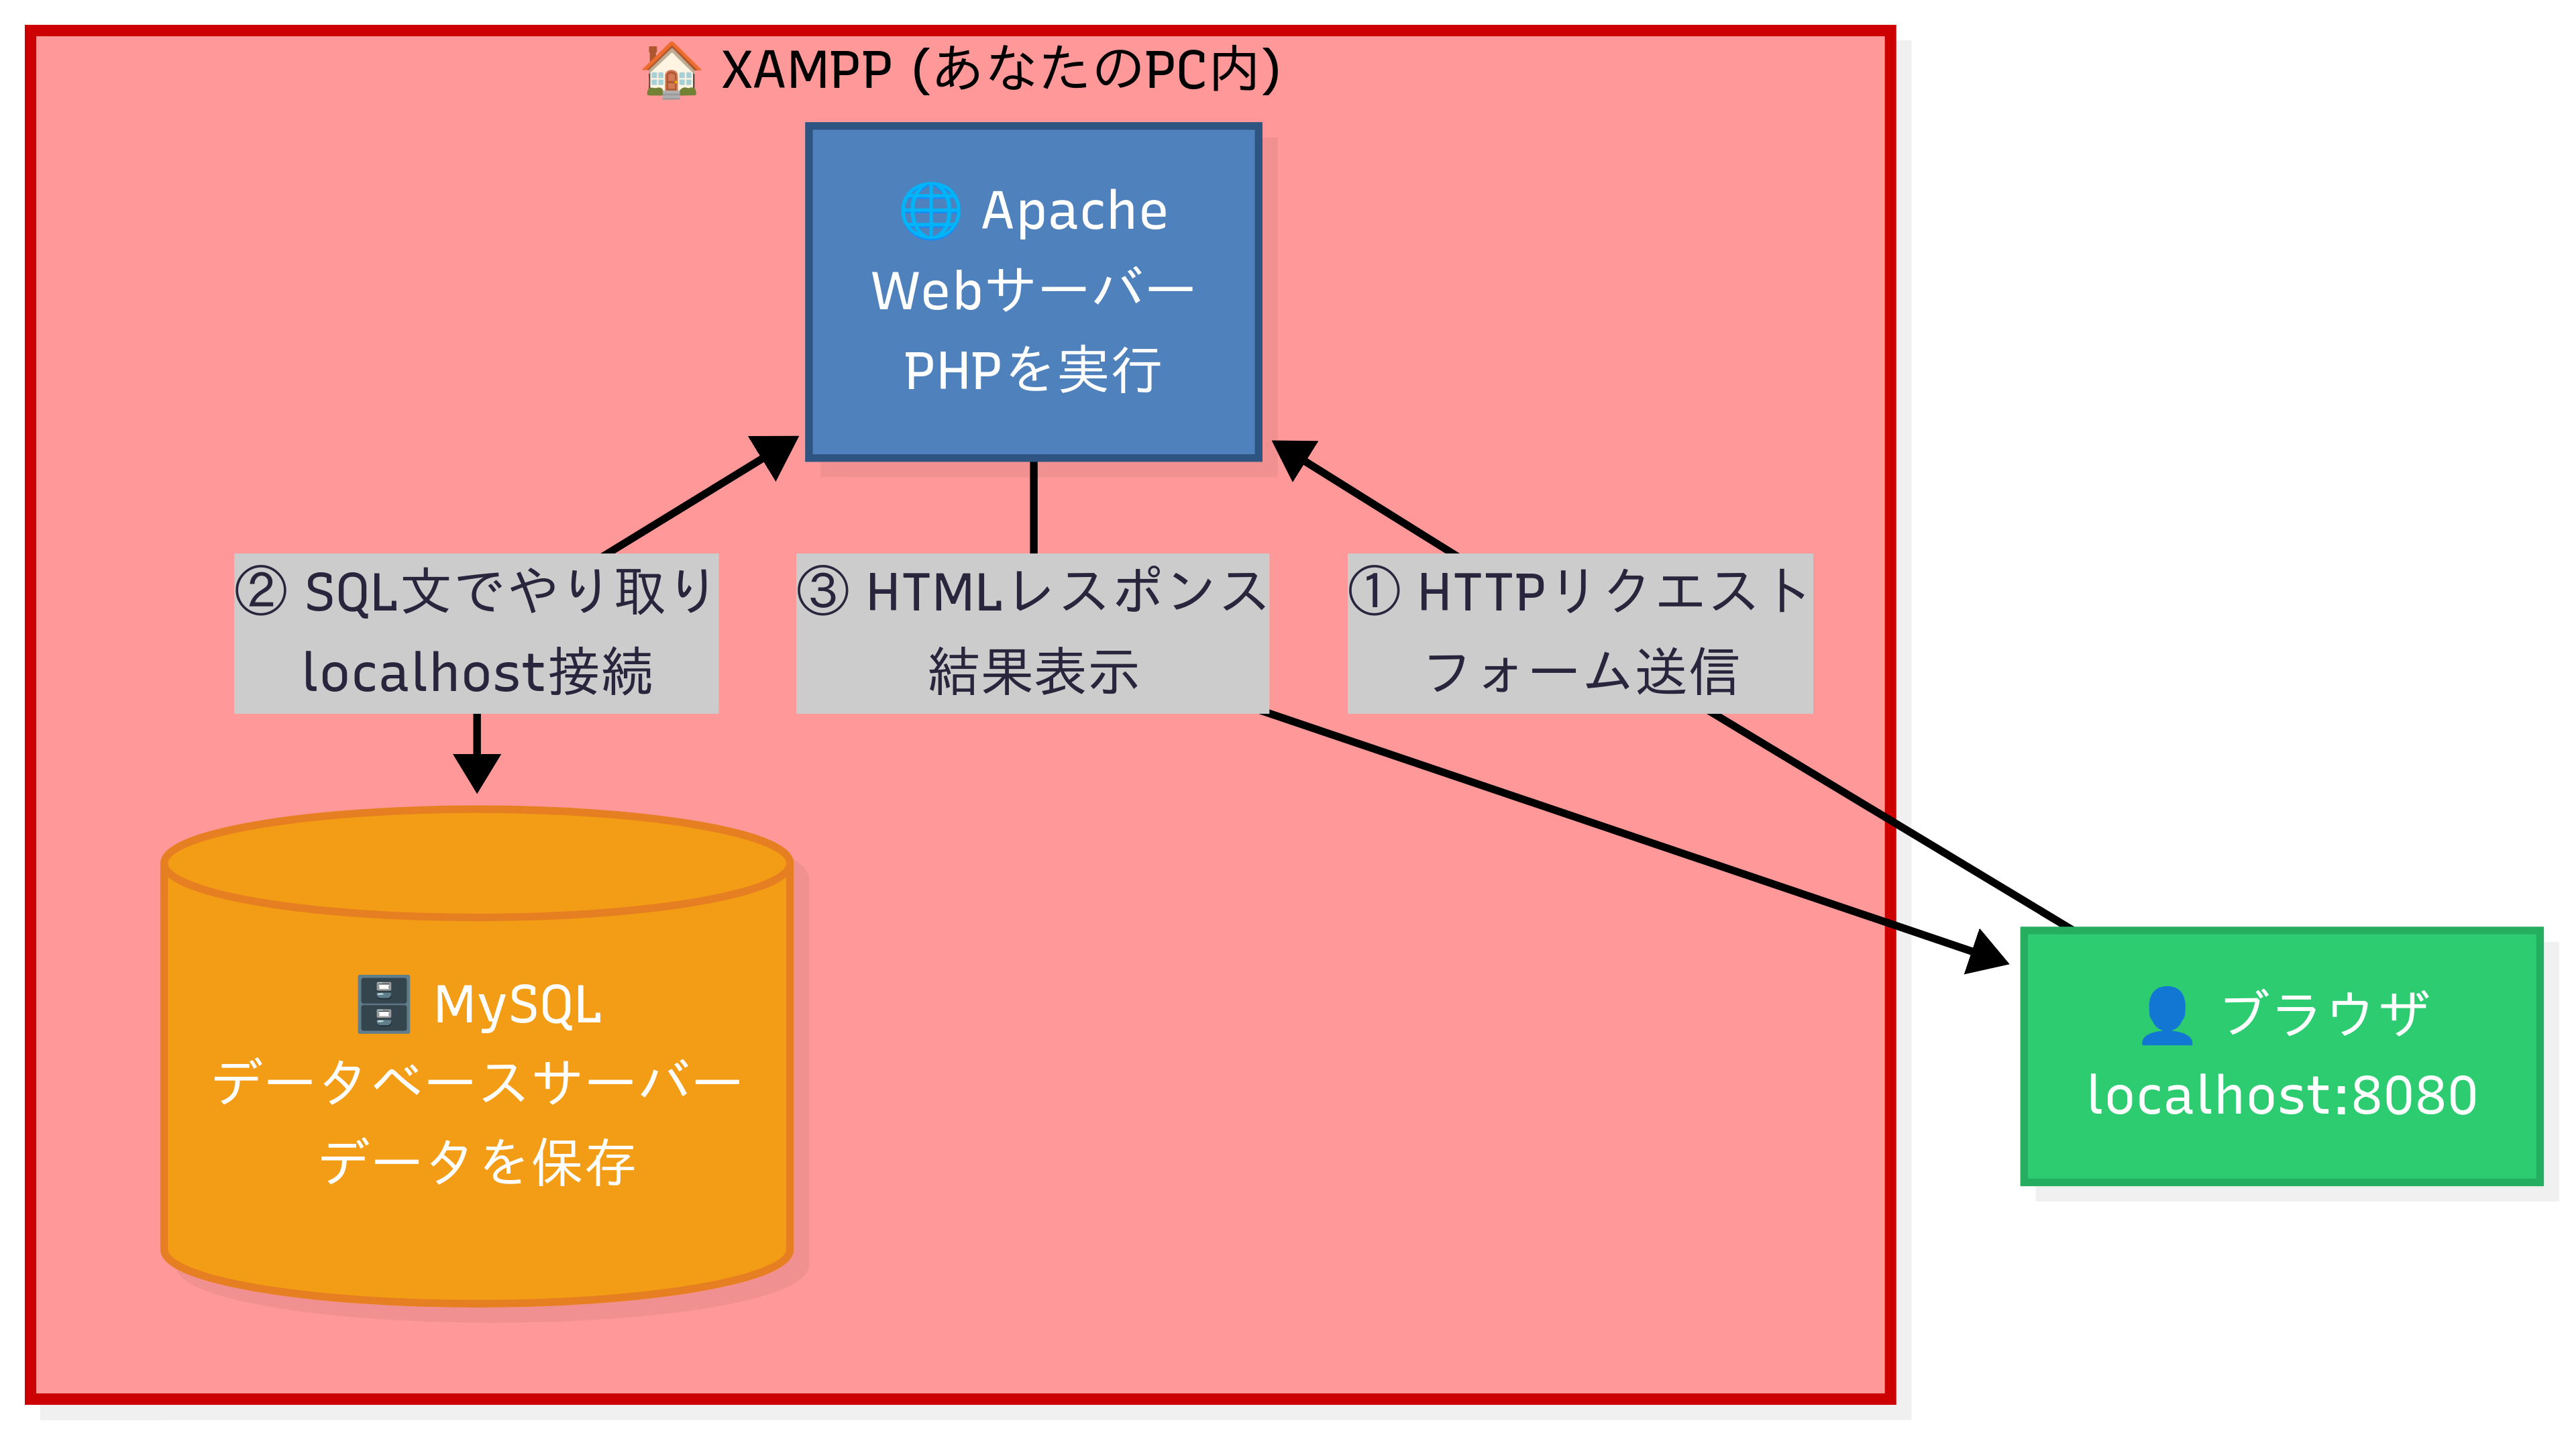 XAMPP (あなたのPC内)
Apache
Webサーバー
PHPを実行
② SQL文でやり取り
localhost接続
③ HTMLレスポンス
結果表示
① HTTPリクエスト
フォーム送信
MySQL
データベースサーバー
データを保存
ブラウザ
localhost:8080